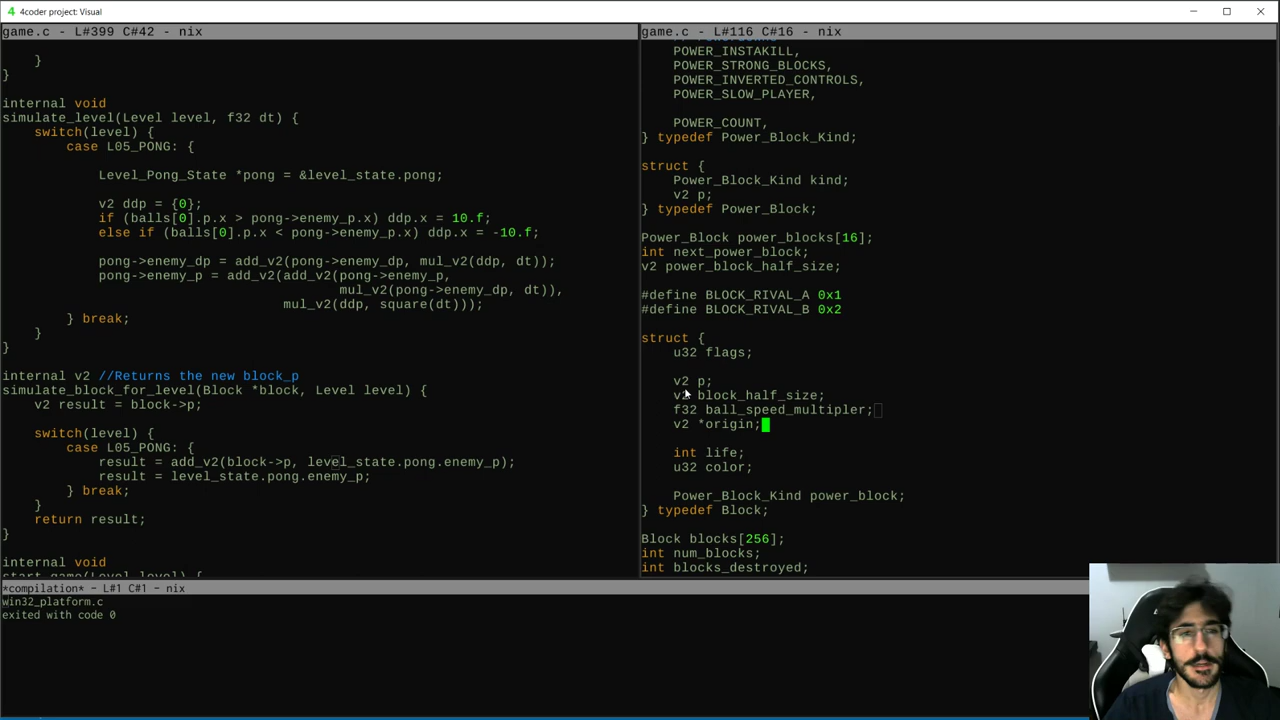 4coder project: Visual
game.c - L#399 C#42 - nix
}
}
internal void
simulate_level(Level level, f32 dt) {
switch(level) {
case L05_PONG: {
Level_Pong_State *pong = &level_state.pong;
v2 ddp = {0};
if (balls[0].p.x > pong->enemy_p.x) ddp.x = 10.f;
else if (balls[0].p.x < pong->enemy_p.x) ddp.x = -10.f;
pong->enemy_dp = add_v2(pong->enemy_dp, mul_v2(ddp, dt));
pong->enemy_p = add_v2(add_v2(pong->enemy_p,
mul_v2(pong->enemy_dp, dt)),
mul_v2(ddp, square(dt)));
} break;
}
}
internal v2 //Returns the new block_p
simulate_block_for_level(Block *block, Level level) {
v2 result = block->p;
switch(level) {
case L05_PONG: {
result = add_v2(block->p, level_state.pong.enemy_p);
result = level_state.pong.enemy_p;
} break;
}
return result;
}
internal void
start_game(Level level) {
game.c - L#116 C#16 - nix
POWER_INSTAKILL,
POWER_STRONG_BLOCKS,
POWER_INVERTED_CONTROLS,
POWER_SLOW_PLAYER,
POWER_COUNT,
} typedef Power_Block_Kind;
struct {
Power_Block_Kind kind;
v2 p;
} typedef Power_Block;
Power_Block power_blocks[16];
int next_power_block;
v2 power_block_half_size;
#define BLOCK_RIVAL_A 0x1
#define BLOCK_RIVAL_B 0x2
struct {
u32 flags;
v2 p;
v2 block_half_size;
f32 ball_speed_multipler;
v2 *origin;
int life;
u32 color;
Power_Block_Kind power_block;
} typedef Block;
Block blocks[256];
int num_blocks;
int blocks_destroyed;
*compilation* - L#1 C#1 - nix
win32_platform.c
exited with code 0